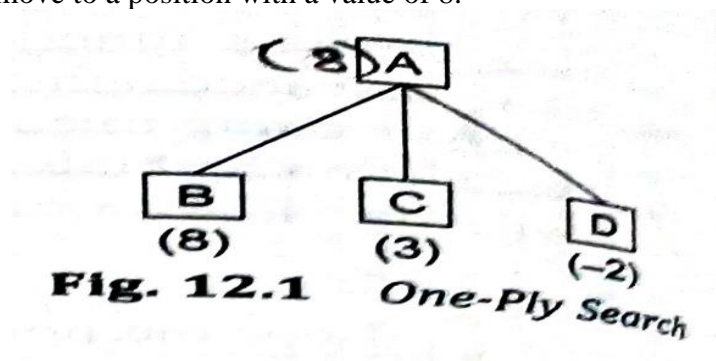 move to a position with a value of 8.
(8) A
B C D
(8) (3) (-2)
Fig. 12.1 One-Ply Search